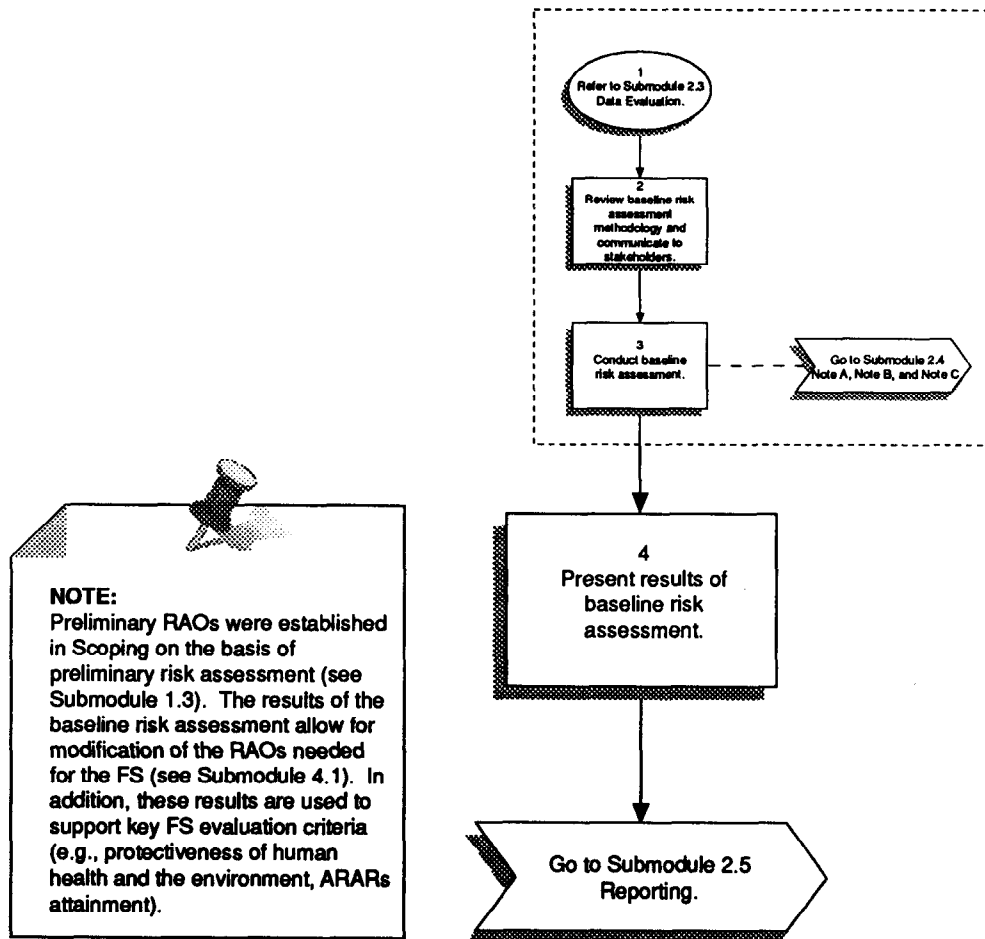 1
Refer to Submodule 2.3
Data Evaluation.
2
Review baseline risk
assessment
methodology and
communicate to
stakeholders.
3
Conduct baseline
risk assessment.
Go to Submodule 2.4
Note A, Note B, and Note C
4
Present results of
baseline risk
assessment.
Go to Submodule 2.5
Reporting.
NOTE:
Preliminary RAOs were established
in Scoping on the basis of
preliminary risk assessment (see
Submodule 1.3). The results of the
baseline risk assessment allow for
modification of the RAOs needed
for the FS (see Submodule 4.1). In
addition, these results are used to
support key FS evaluation criteria
(e.g., protectiveness of human
health and the environment, ARARs
attainment).